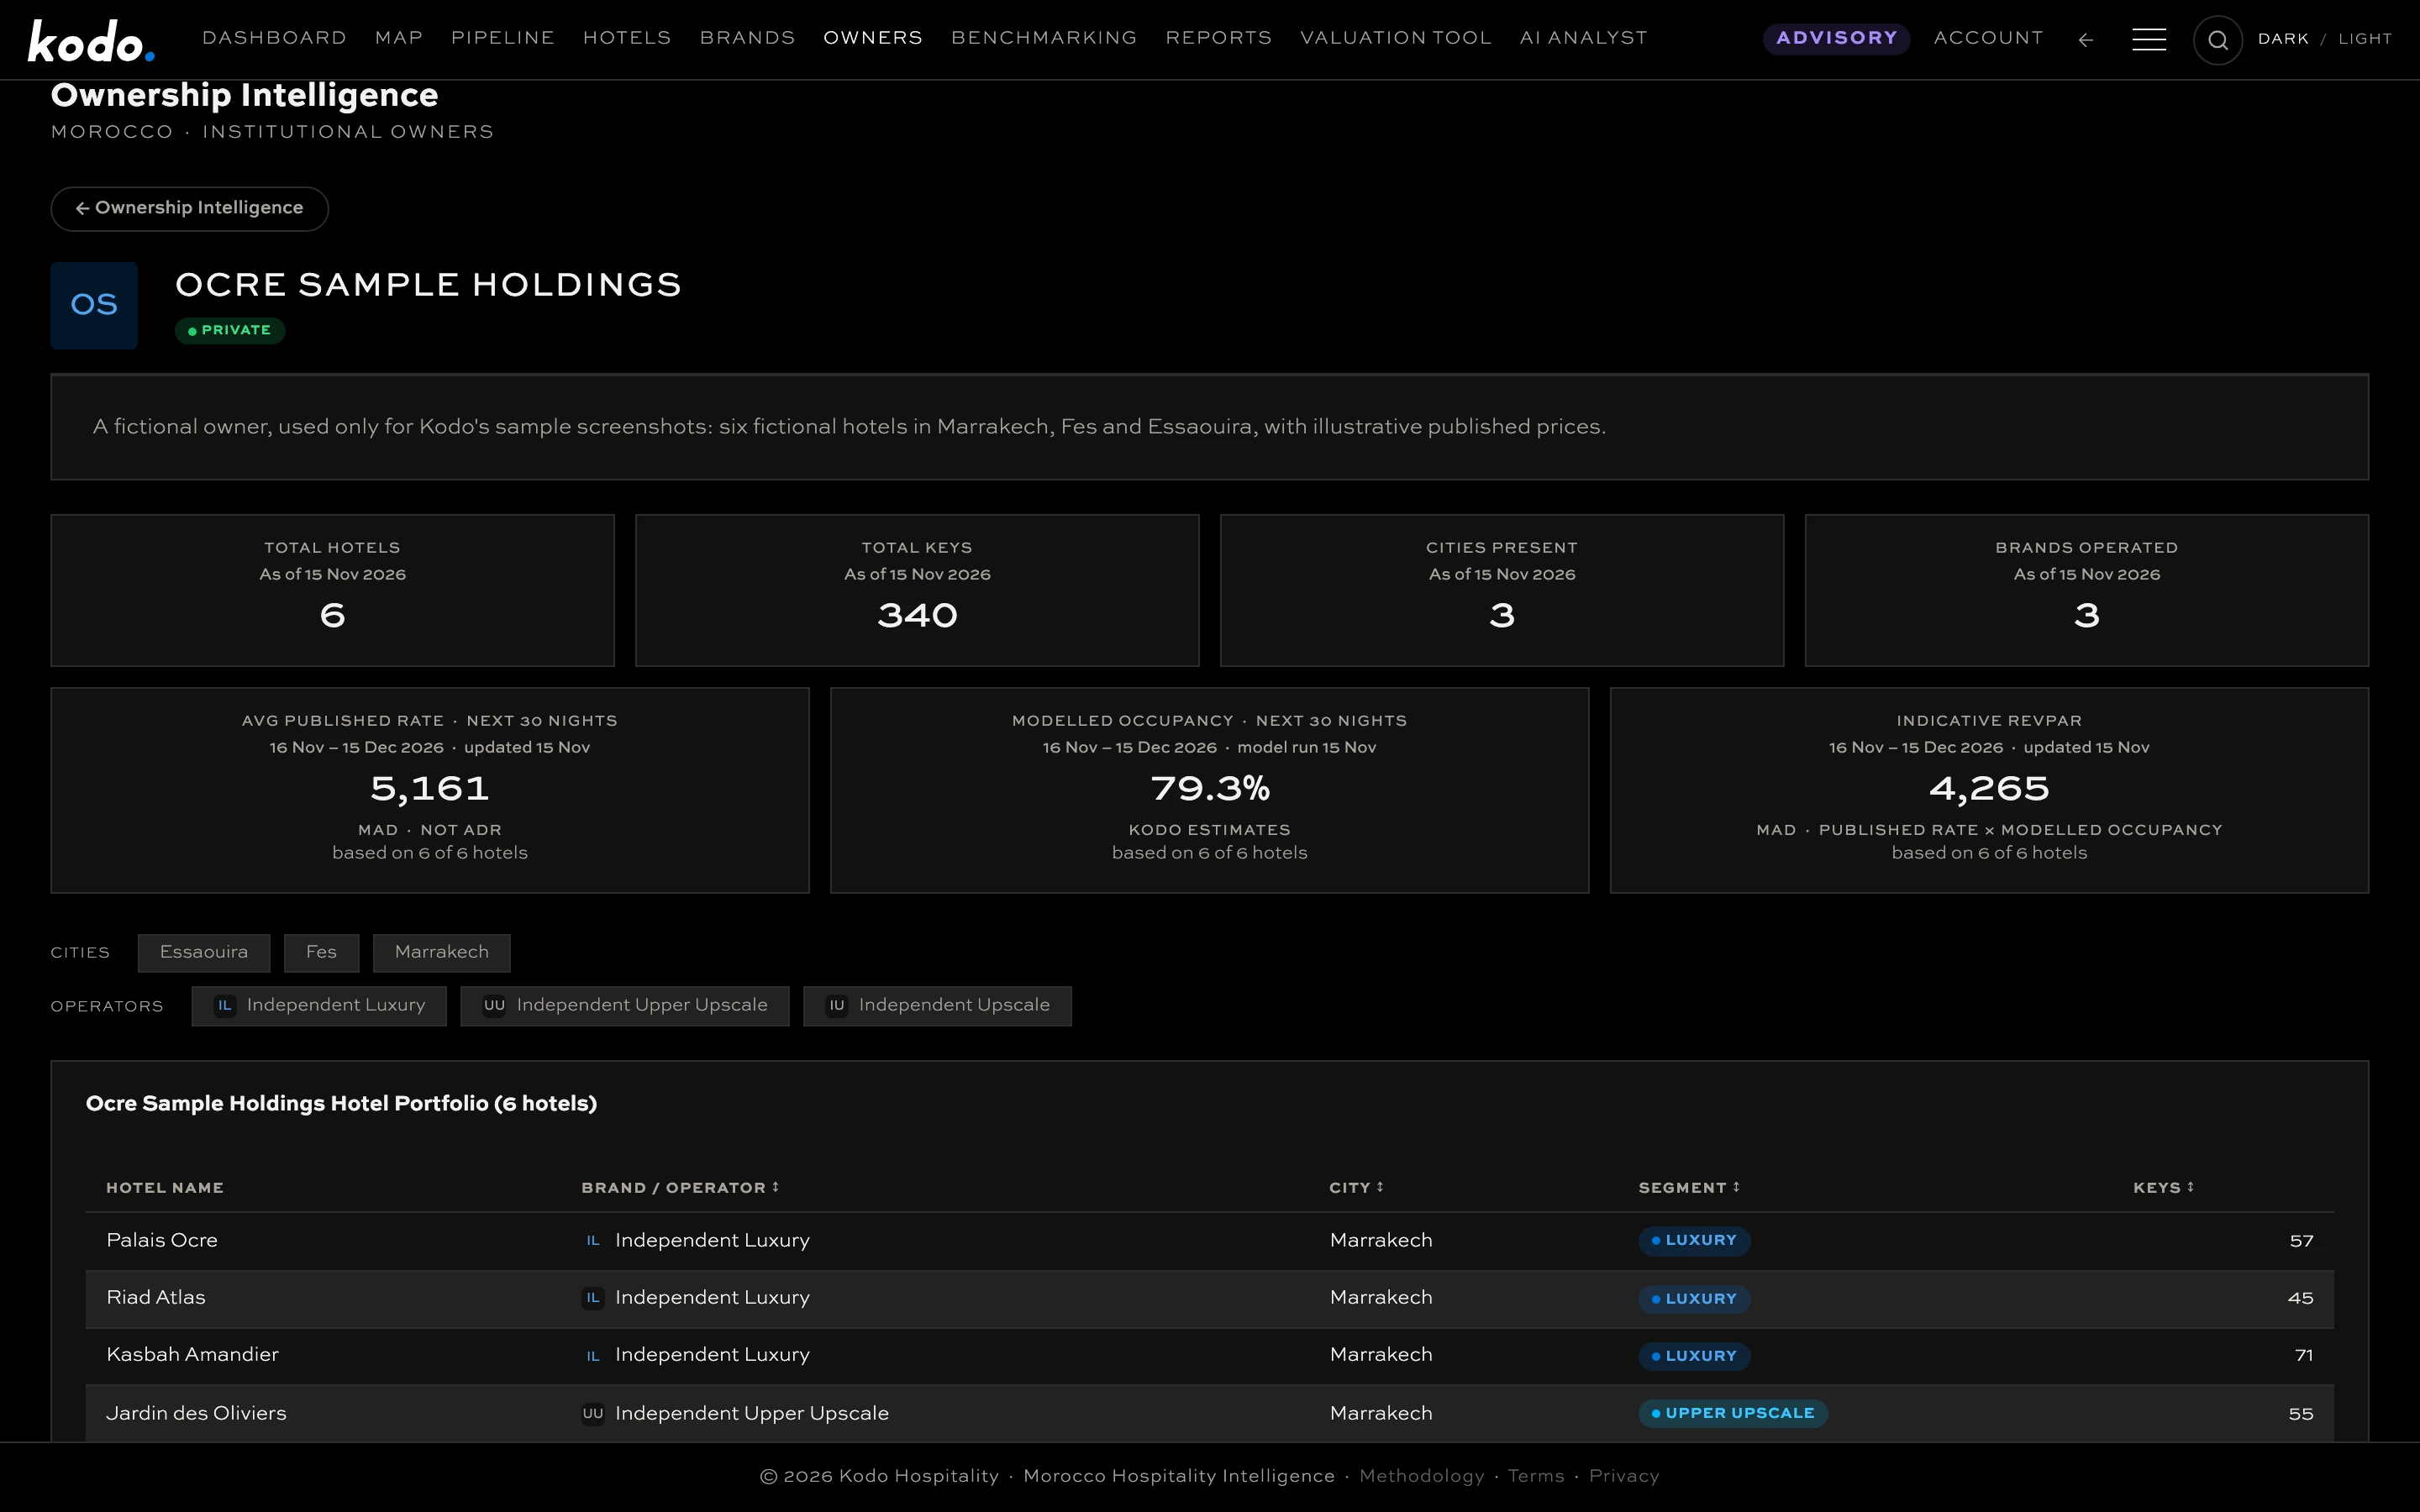 kodo. DASHBOARD MAP PIPELINE HOTELS BRANDS OWNERS BENCHMARKING REPORTS VALUATION TOOL AI ANALYST ADVISORY ACCOUNT ← DARK / LIGHT
Ownership Intelligence
MOROCCO · INSTITUTIONAL OWNERS
← Ownership Intelligence
OS
OCRE SAMPLE HOLDINGS
PRIVATE
A fictional owner, used only for Kodo's sample screenshots: six fictional hotels in Marrakech, Fes and Essaouira, with illustrative published prices.
TOTAL HOTELS
As of 15 Nov 2026
6
TOTAL KEYS
As of 15 Nov 2026
340
CITIES PRESENT
As of 15 Nov 2026
3
BRANDS OPERATED
As of 15 Nov 2026
3
AVG PUBLISHED RATE · NEXT 30 NIGHTS
16 Nov – 15 Dec 2026 · updated 15 Nov
5,161
MAD · NOT ADR
based on 6 of 6 hotels
MODELLED OCCUPANCY · NEXT 30 NIGHTS
16 Nov – 15 Dec 2026 · model run 15 Nov
79.3%
KODO ESTIMATES
based on 6 of 6 hotels
INDICATIVE REVPAR
16 Nov – 15 Dec 2026 · updated 15 Nov
4,265
MAD · PUBLISHED RATE × MODELLED OCCUPANCY
based on 6 of 6 hotels
CITIES Essaouira Fes Marrakech
OPERATORS IL Independent Luxury UU Independent Upper Upscale IU Independent Upscale
Ocre Sample Holdings Hotel Portfolio (6 hotels)
HOTEL NAME BRAND / OPERATOR ↕ CITY ↕ SEGMENT ↕ KEYS ↕
Palais Ocre IL Independent Luxury Marrakech LUXURY 57
Riad Atlas IL Independent Luxury Marrakech LUXURY 45
Kasbah Amandier IL Independent Luxury Marrakech LUXURY 71
Jardin des Oliviers UU Independent Upper Upscale Marrakech UPPER UPSCALE 55
© 2026 Kodo Hospitality · Morocco Hospitality Intelligence · Methodology · Terms · Privacy